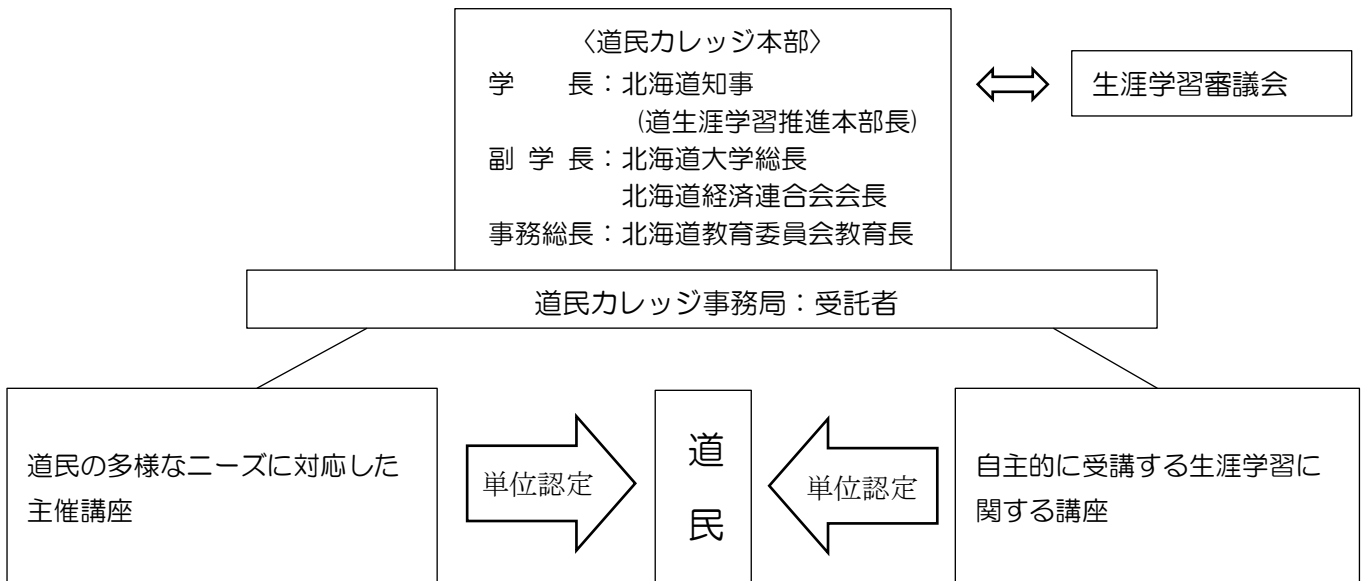 〈道民カレッジ本部〉
学　　長：北海道知事
(道生涯学習推進本部長)
副 学 長：北海道大学総長
北海道経済連合会会長
事務総長：北海道教育委員会教育長
生涯学習審議会
道民カレッジ事務局：受託者
道民の多様なニーズに対応した
主催講座
単位認定
道
民
単位認定
自主的に受講する生涯学習に
関する講座